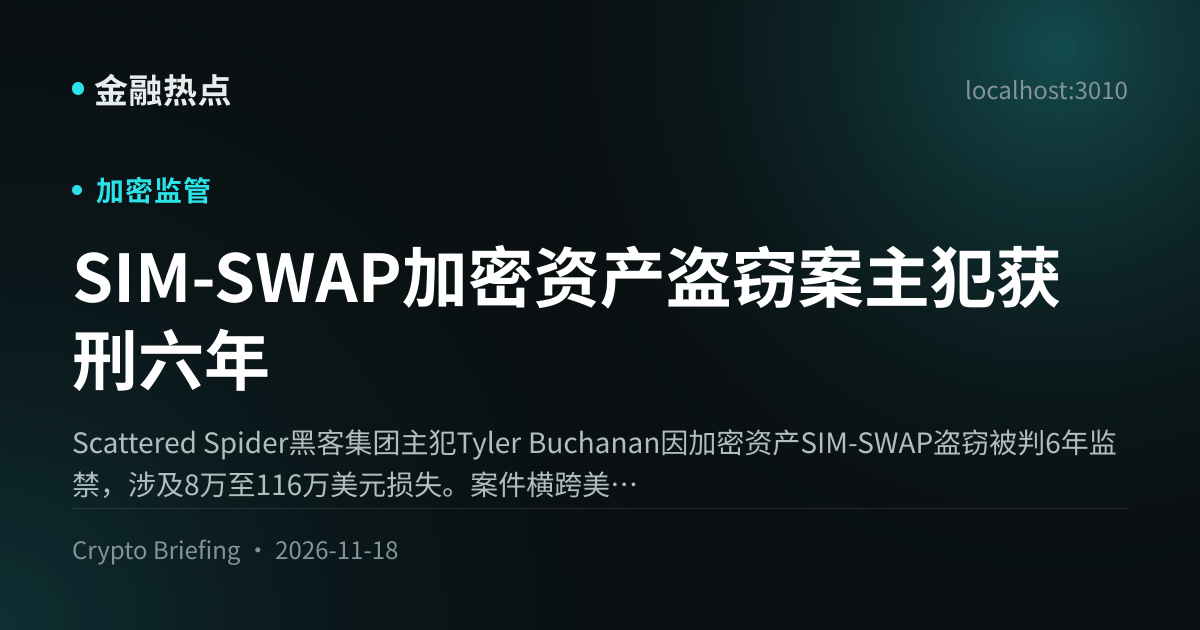 金融热点
localhost:3010
加密监管
SIM-SWAP加密资产盗窃案主犯获
刑六年
Scattered Spider黑客集团主犯Tyler Buchanan因加密资产SIM-SWAP盗窃被判6年监
禁，涉及8万至116万美元损失。案件横跨美…
Crypto Briefing · 2026-11-18